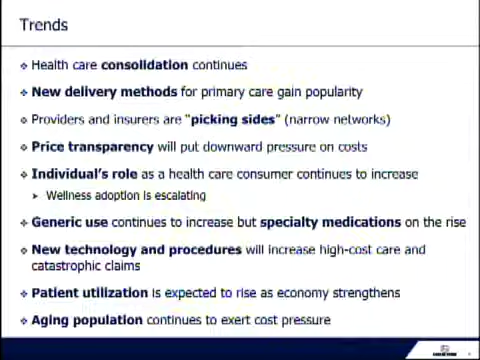 Trends
❖ Health care consolidation continues
❖ New delivery methods for primary care gain popularity
❖ Providers and insurers are "picking sides" (narrow networks)
❖ Price transparency will put downward pressure on costs
❖ Individual's role as a health care consumer continues to increase
➤ Wellness adoption is escalating
❖ Generic use continues to increase but specialty medications on the rise
❖ New technology and procedures will increase high-cost care and
catastrophic claims
❖ Patient utilization is expected to rise as economy strengthens
❖ Aging population continues to exert cost pressure